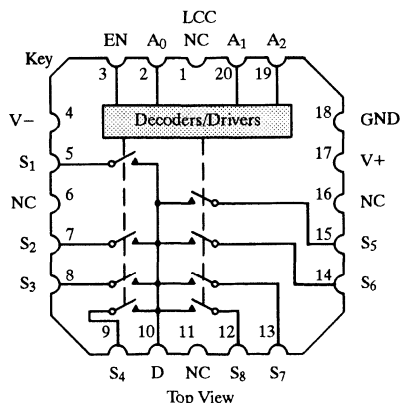 LCC
EN A0 NC A1 A2
Key
3 2 1 20 19
Decoders/Drivers
V− 4 18 GND
S1 5 17 V+
NC 6 16 NC
S2 7 15 S5
S3 8 14 S6
9 10 11 12 13
S4 D NC S8 S7
Top View